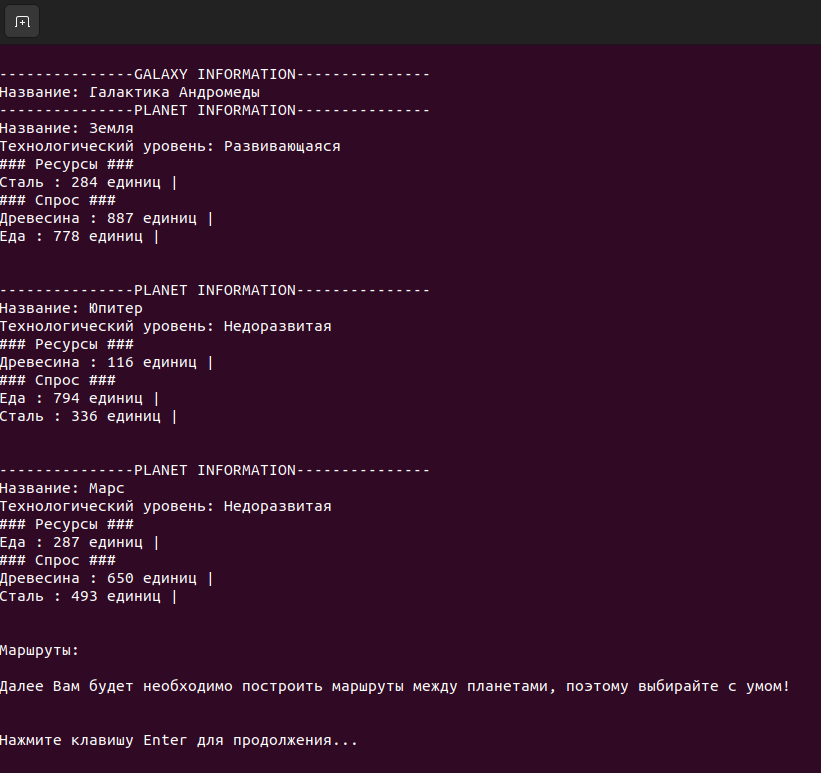 ---------------GALAXY INFORMATION---------------
Название: Галактика Андромеды
---------------PLANET INFORMATION---------------
Название: Земля
Технологический уровень: Развивающаяся
### Ресурсы ###
Сталь : 284 единиц |
### Спрос ###
Древесина : 887 единиц |
Еда : 778 единиц |
---------------PLANET INFORMATION---------------
Название: Юпитер
Технологический уровень: Недоразвитая
### Ресурсы ###
Древесина : 116 единиц |
### Спрос ###
Еда : 794 единиц |
Сталь : 336 единиц |
---------------PLANET INFORMATION---------------
Название: Марс
Технологический уровень: Недоразвитая
### Ресурсы ###
Еда : 287 единиц |
### Спрос ###
Древесина : 650 единиц |
Сталь : 493 единиц |
Маршруты:
Далее Вам будет необходимо построить маршруты между планетами, поэтому выбирайте с умом!
Нажмите клавишу Enter для продолжения...